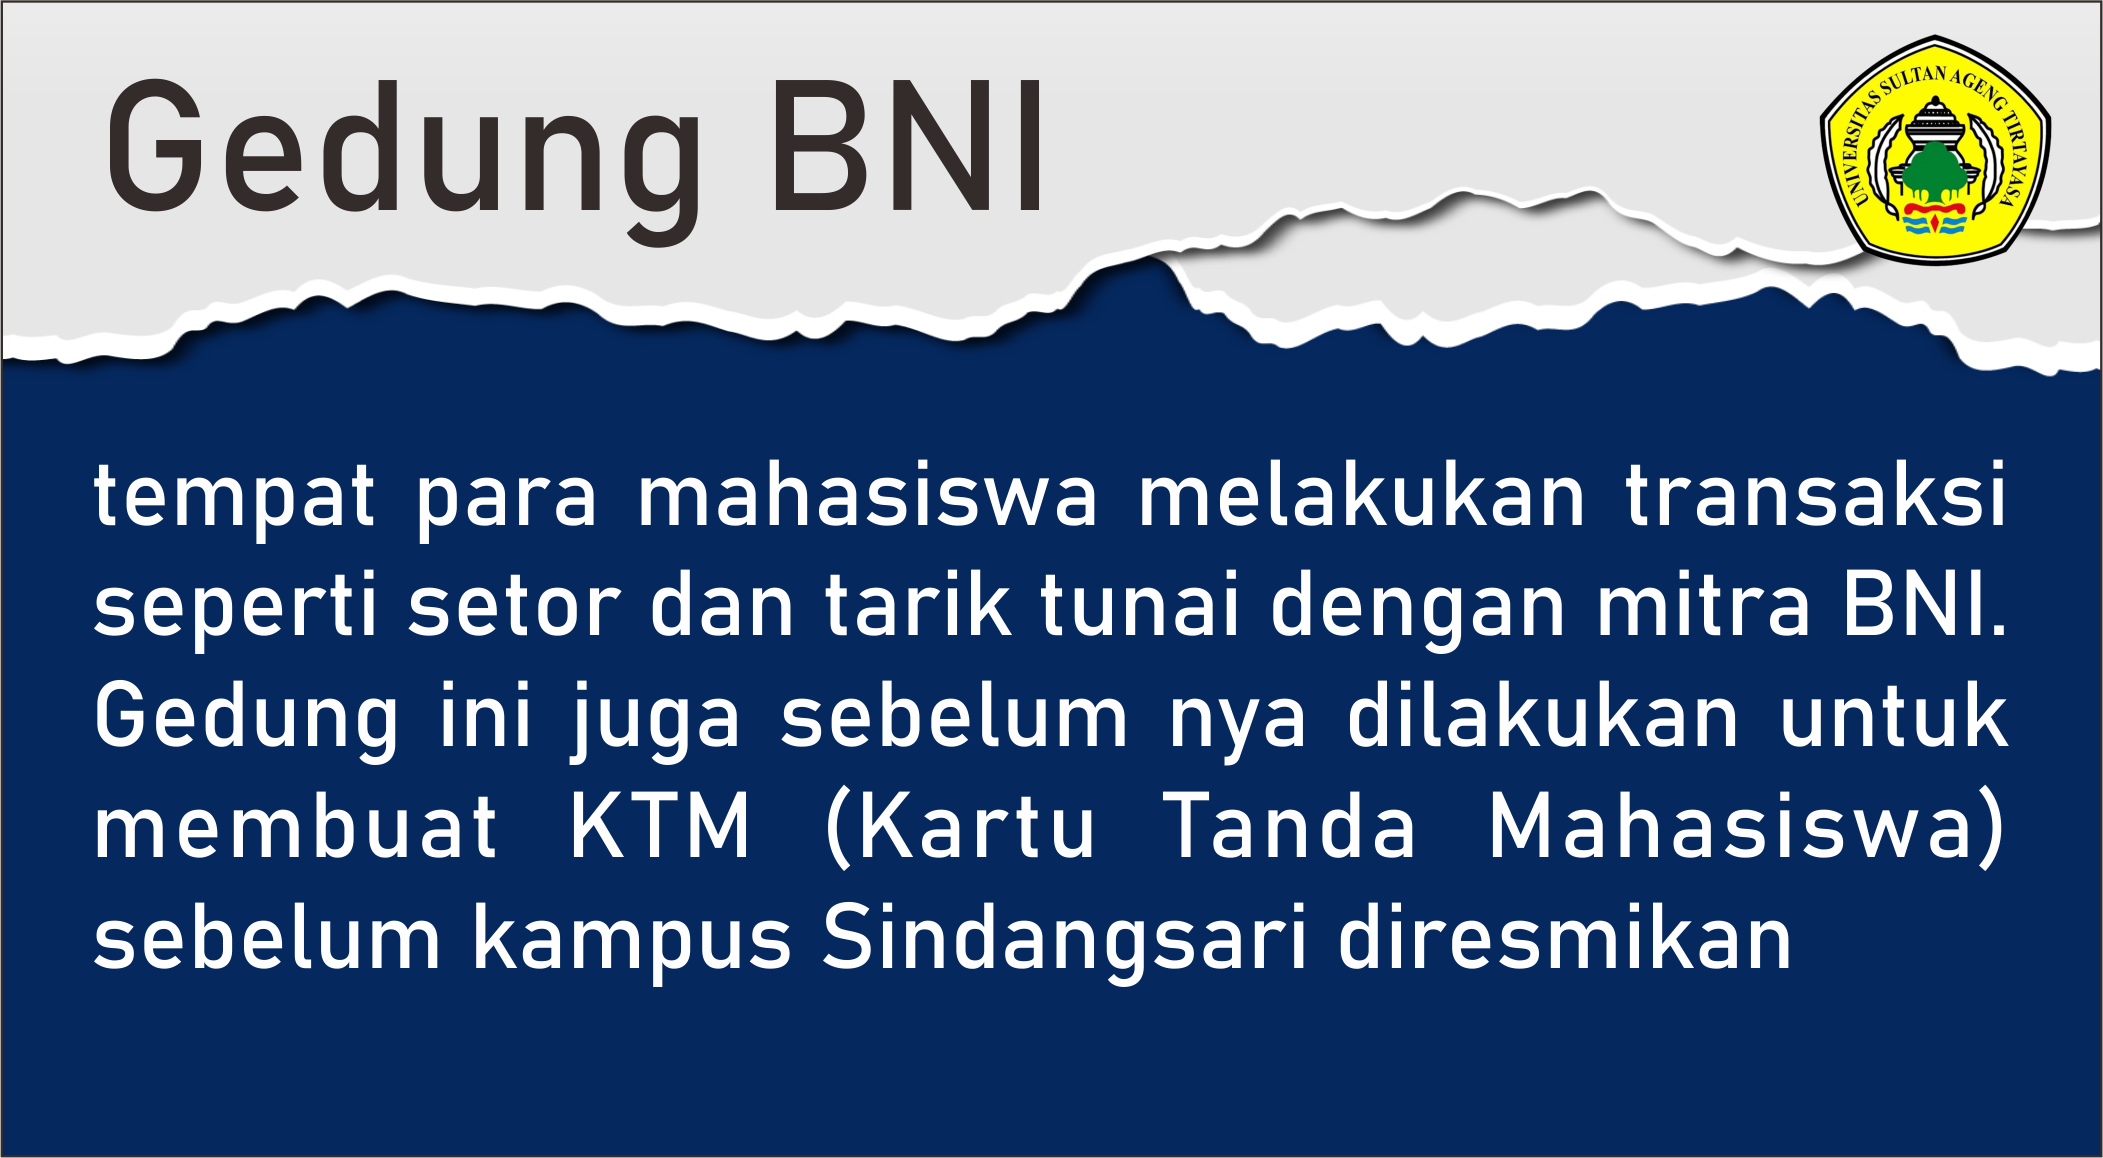 Gedung BNI
UNIVERSITAS SULTAN AGENG TIRTAYASA
tempat para mahasiswa melakukan transaksi
seperti setor dan tarik tunai dengan mitra BNI.
Gedung ini juga sebelum nya dilakukan untuk
membuat KTM (Kartu Tanda Mahasiswa)
sebelum kampus Sindangsari diresmikan